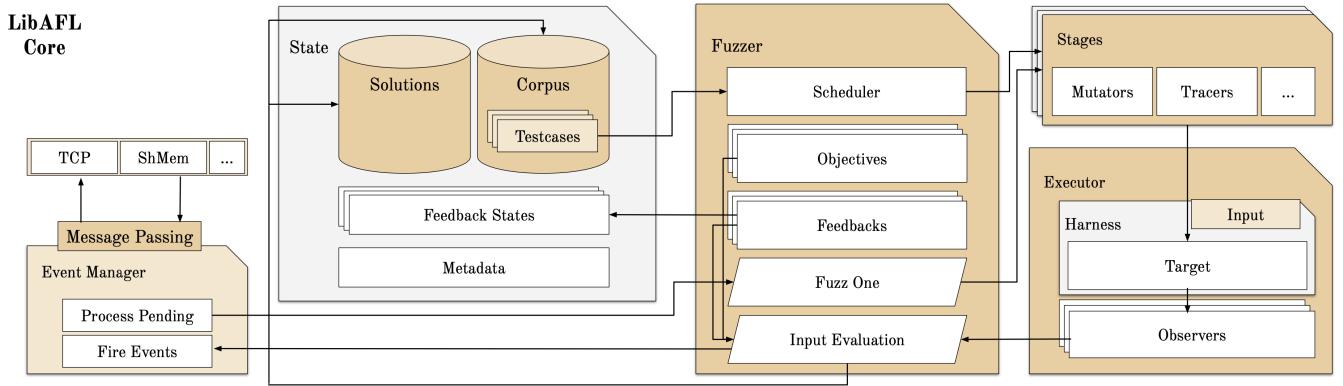 LibAFL
Core
TCP
ShMem
...
Message Passing
Event Manager
Process Pending
Fire Events
State
Solutions
Corpus
Testcases
Feedback States
Metadata
Fuzzer
Scheduler
Objectives
Feedbacks
Fuzz One
Input Evaluation
Stages
Mutators
Tracers
...
Executor
Input
Harness
Target
Observers